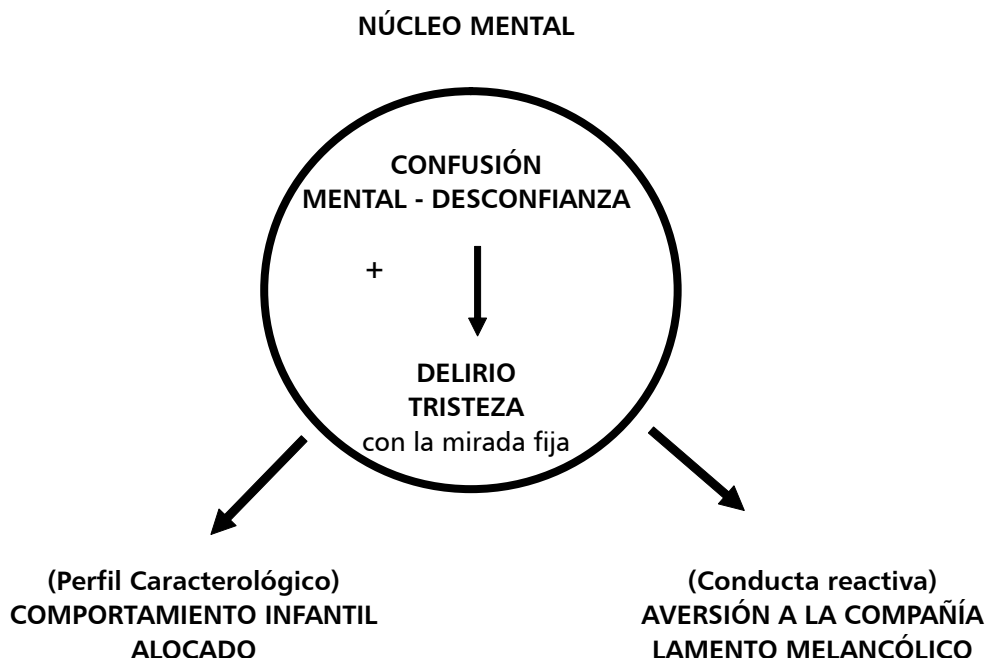 NÚCLEO MENTAL
CONFUSIÓN
MENTAL - DESCONFIANZA
+
DELIRIO
TRISTEZA
con la mirada fija
(Perfil Caracterológico)
COMPORTAMIENTO INFANTIL
ALOCADO
(Conducta reactiva)
AVERSIÓN A LA COMPAÑÍA
LAMENTO MELANCÓLICO